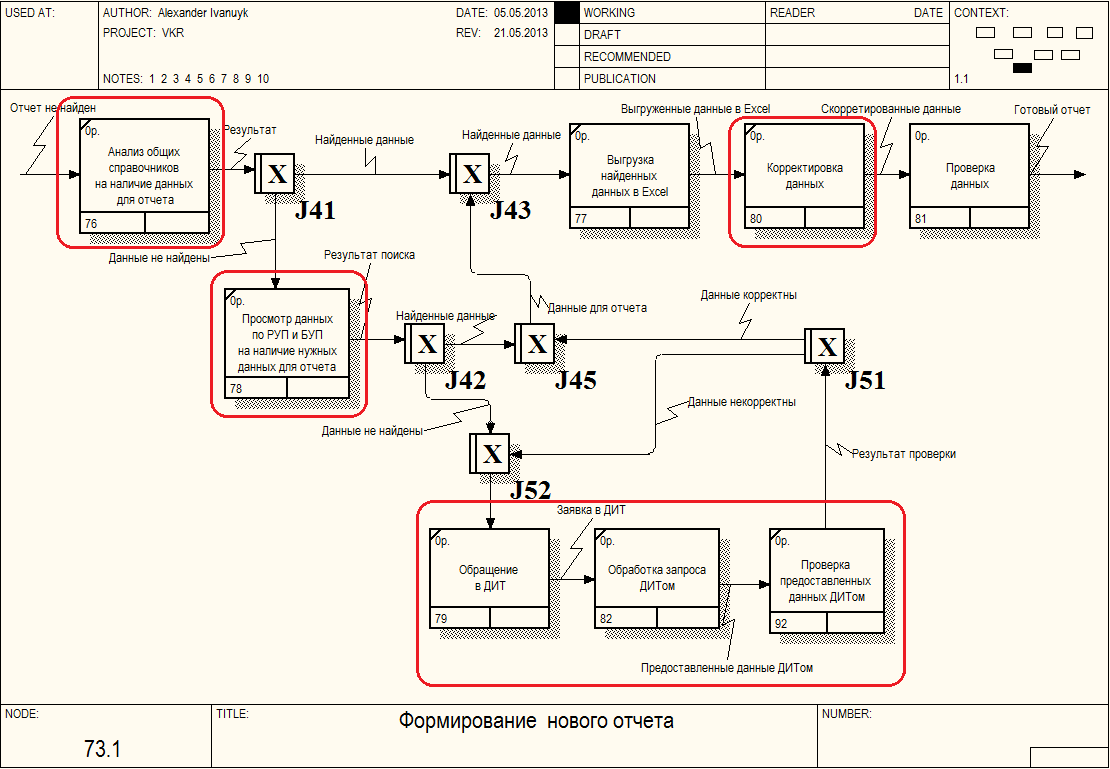 USED AT:
AUTHOR: Alexander Ivanuyk
DATE: 05.05.2013
WORKING
READER
DATE
CONTEXT:
PROJECT: VKR
REV: 21.05.2013
DRAFT
RECOMMENDED
NOTES: 1 2 3 4 5 6 7 8 9 10
PUBLICATION
1.1
Отчет не найден
Результат
Найденные данные
Найденные данные
Выгруженные данные в Excel
Скорретированные данные
Готовый отчет
0р.
Анализ общих
справочников
на наличие данных
для отчета
76
X
J41
X
J43
0р.
Выгрузка
найденных
данных в Excel
77
0р.
Корректировка
данных
80
0р.
Проверка
данных
81
Данные не найдены
Результат поиска
0р.
Просмотр данных
по РУП и БУП
на наличие нужных
данных для отчета
78
Найденные данные
Данные для отчета
Данные корректны
X
J42
X
J45
X
J51
Данные не найдены
Данные некорректны
X
J52
Результат проверки
Заявка в ДИТ
0р.
Обращение
в ДИТ
79
0р.
Обработка запроса
ДИТом
82
0р.
Проверка
предоставленных
данных ДИТом
92
Предоставленные данные ДИТом
NODE:
73.1
TITLE:
Формирование нового отчета
NUMBER: